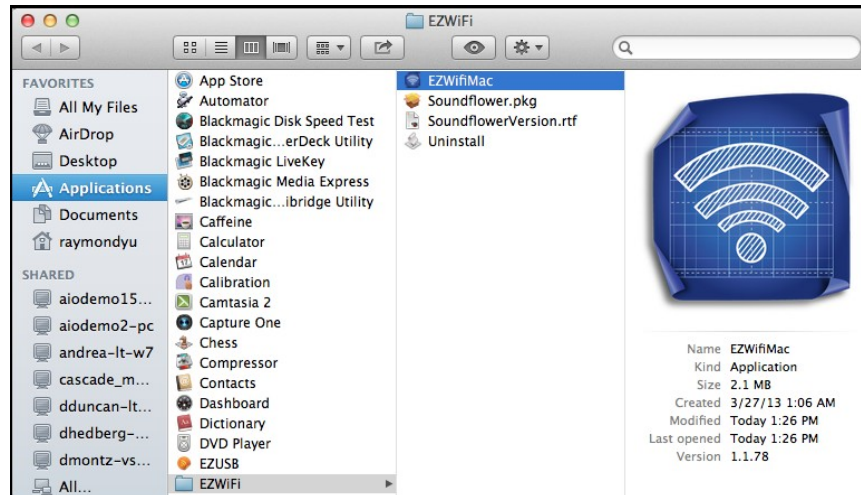 EZWiFi
FAVORITES
All My Files
AirDrop
Desktop
Applications
Documents
raymondyu
SHARED
aiodemo15...
aiodemo2-pc
andrea-lt-w7
cascade_m...
dduncan-lt...
dhedberg-...
dmontz-vs...
All...
App Store
Automator
Blackmagic Disk Speed Test
Blackmagic...erDeck Utility
Blackmagic LiveKey
Blackmagic Media Express
Blackmagic...ibridge Utility
Caffeine
Calculator
Calendar
Calibration
Camtasia 2
Capture One
Chess
Compressor
Contacts
Dashboard
Dictionary
DVD Player
EZUSB
EZWiFi
EZWifiMac
Soundflower.pkg
SoundflowerVersion.rtf
Uninstall
Name EZWifiMac
Kind Application
Size 2.1 MB
Created 3/27/13 1:06 AM
Modified Today 1:26 PM
Last opened Today 1:26 PM
Version 1.1.78